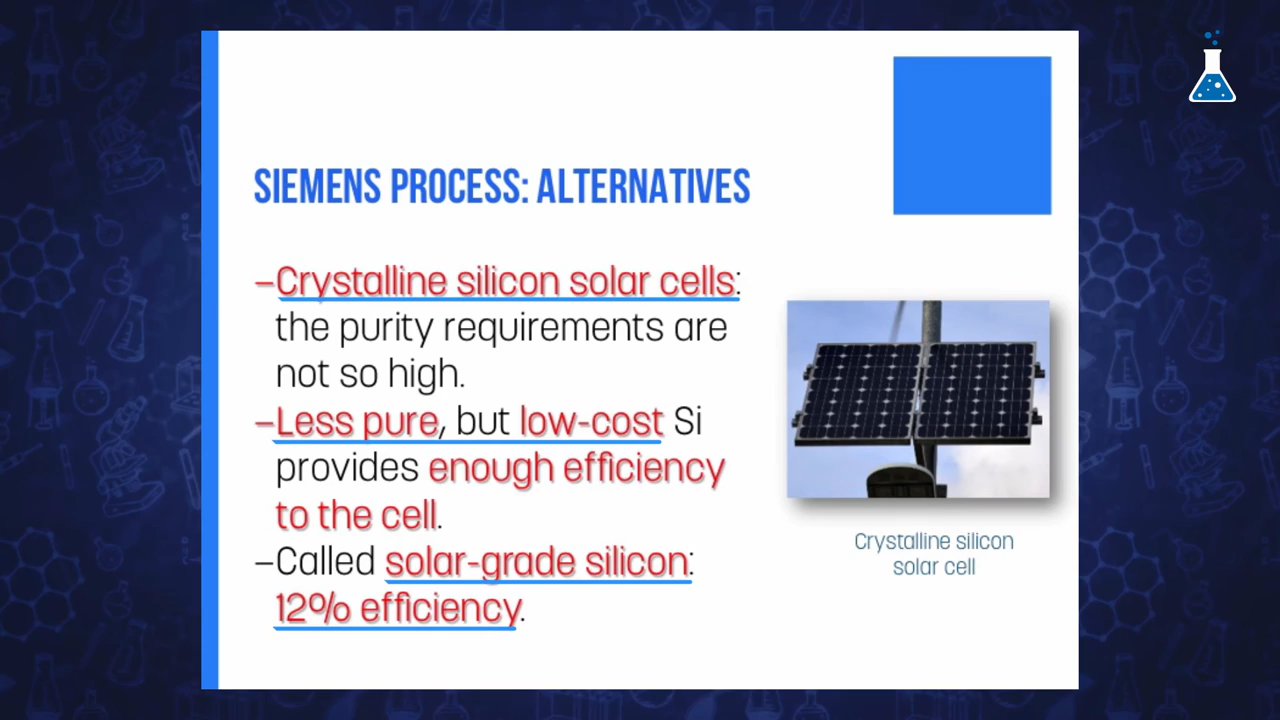 SIEMENS PROCESS: ALTERNATIVES
–Crystalline silicon solar cells:
the purity requirements are
not so high.
–Less pure, but low-cost Si
provides enough efficiency
to the cell.
–Called solar-grade silicon:
12% efficiency.
Crystalline silicon
solar cell